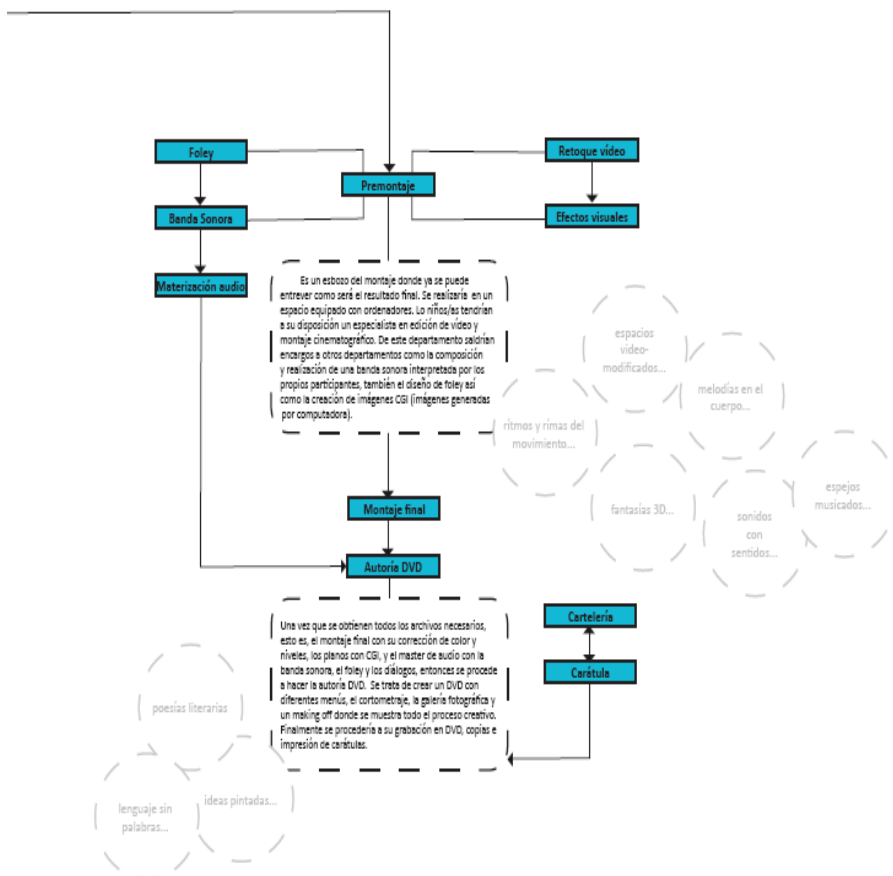 Foley
Retoque vídeo
Premontaje
Banda Sonora
Efectos visuales
Materización audio
Es un esbozo del montaje donde ya se puede
entrever como será el resultado final. Se realizaría en un
espacio equipado con ordenadores. Lo niños/as tendrían
a su disposición un especialista en edición de vídeo y
montaje cinematográfico. De este departamento saldrían
encargos a otros departamentos como la composición
y realización de una banda sonora interpretada por los
propios participantes, también el diseño de foley así
como la creación de imágenes CGI (imágenes generadas
por computadora).
espacios
video-
modificados...
melodías en el
cuerpo...
ritmos y rimas del
movimiento...
espejos
musicados...
fantasías 3D...
sonidos
con
sentidos...
Montaje final
Autoría DVD
Una vez que se obtienen todos los archivos necesarios,
esto es, el montaje final con su corrección de color y
niveles, los planos con CGI, y el master de audio con la
banda sonora, el foley y los diálogos, entonces se procede
a hacer la autoría DVD. Se trata de crear un DVD con
diferentes menús, el cortometraje, la galería fotográfica y
un making off donde se muestra todo el proceso creativo.
Finalmente se procedería a su grabación en DVD, copias e
impresión de carátulas.
Cartelería
Carátula
poesías literarias
ideas pintadas...
lenguaje sin
palabras...